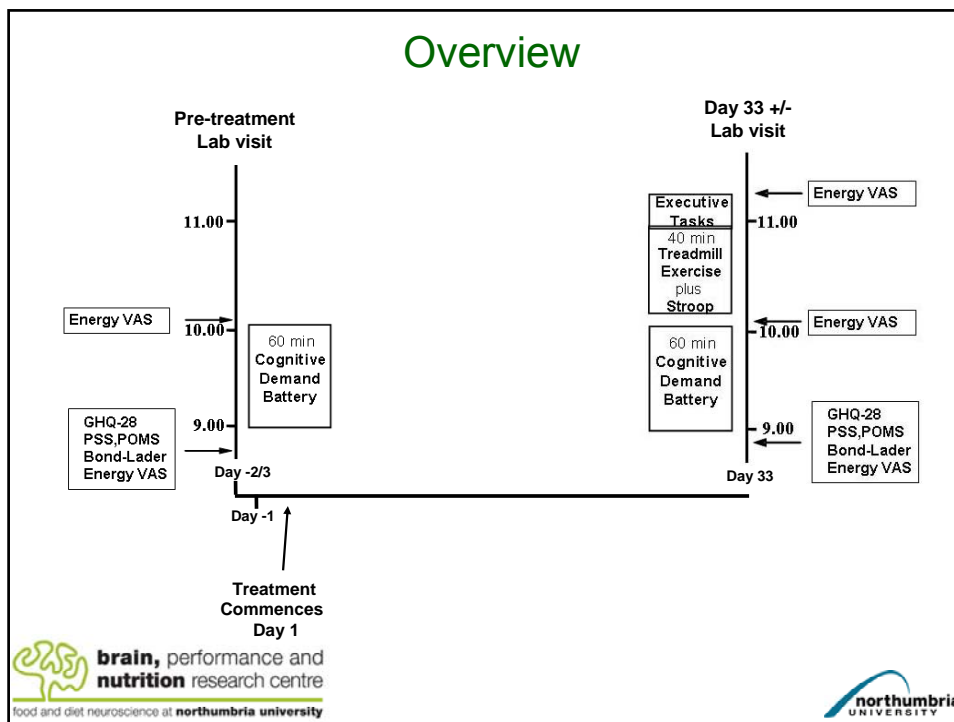 Overview
Pre-treatment
Lab visit
11.00
Energy VAS
10.00
60 min
Cognitive
Demand
Battery
9.00
GHQ-28
PSS,POMS
Bond-Lader
Energy VAS
Day -2/3
Day -1
Treatment
Commences
Day 1
Day 33 +/-
Lab visit
Energy VAS
Executive
Tasks
11.00
40 min
Treadmill
Exercise
plus
Stroop
Energy VAS
10.00
60 min
Cognitive
Demand
Battery
9.00
GHQ-28
PSS,POMS
Bond-Lader
Energy VAS
Day 33
brain, performance and
nutrition research centre
food and diet neuroscience at northumbria university
northumbria
UNIVERSITY